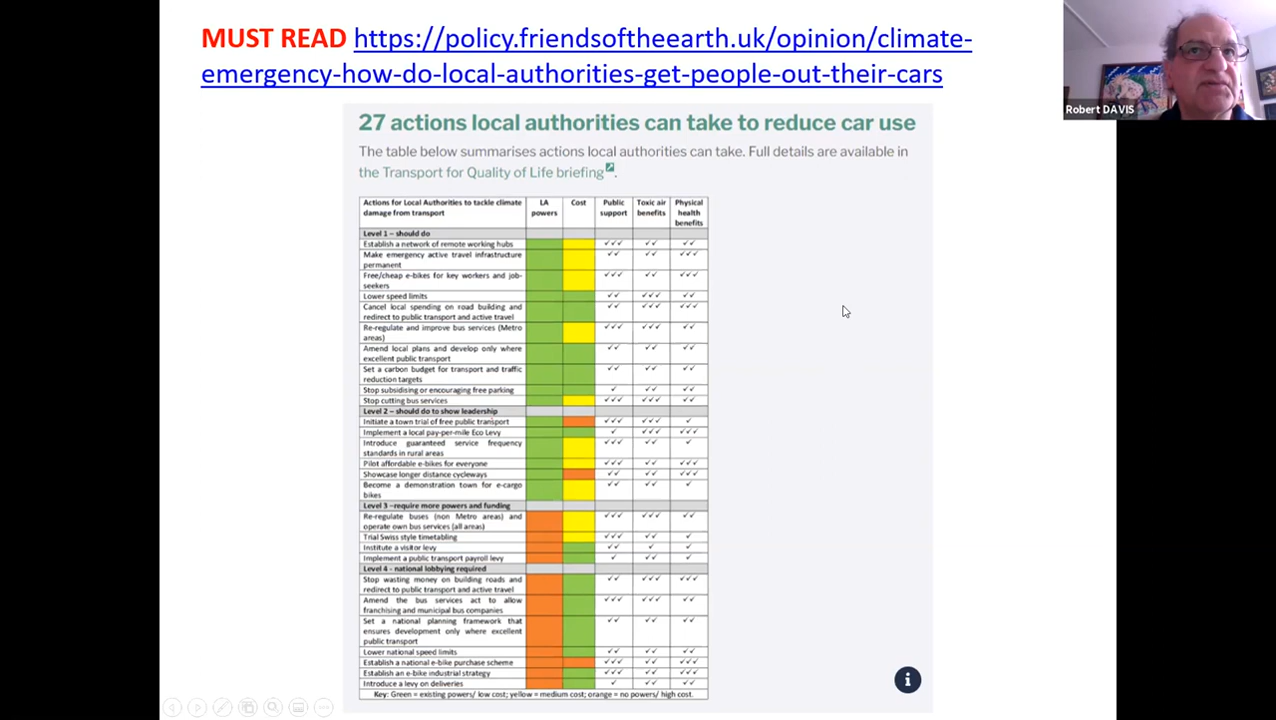 MUST READ https://policy.friendsoftheearth.uk/opinion/climate-
emergency-how-do-local-authorities-get-people-out-their-cars
Robert DAVIS
27 actions local authorities can take to reduce car use
The table below summarises actions local authorities can take. Full details are available in
the Transport for Quality of Life briefing.
Actions for Local Authorities to tackle climate
damage from transport
LA
powers
Cost
Public
support
Toxic air
benefits
Physical
health
benefits
Level 1 – should do
Establish a network of remote working hubs ✓✓✓ ✓✓ ✓✓
Make emergency active travel infrastructure ✓✓ ✓✓ ✓✓✓
permanent
Free/cheap e-bikes for key workers and job- ✓✓✓ ✓✓ ✓✓✓
seekers
Lower speed limits ✓✓ ✓✓✓ ✓✓
Cancel local spending on road building and ✓✓ ✓✓✓ ✓✓✓
redirect to public transport and active travel
Re-regulate and improve bus services (Metro ✓✓✓ ✓✓✓ ✓✓
areas)
Amend local plans and develop only where ✓✓ ✓✓ ✓✓
excellent public transport
Set a carbon budget for transport and traffic ✓✓ ✓✓ ✓✓
reduction targets
Stop subsidising or encouraging free parking ✓ ✓✓ ✓✓
Stop cutting bus services ✓✓✓ ✓✓ ✓✓
Level 2 – should do to show leadership
Initiate a town trial of free public transport ✓✓✓ ✓✓✓ ✓
Implement a local pay-per-mile Eco Levy ✓ ✓✓✓ ✓✓✓
Introduce guaranteed service frequency ✓✓✓ ✓✓ ✓
standards in rural areas
Pilot affordable e-bikes for everyone ✓✓✓ ✓✓ ✓✓✓
Showcase longer distance cycleways ✓✓ ✓✓ ✓✓✓
Become a demonstration town for e-cargo ✓✓ ✓✓ ✓
bikes
Level 3 –require more powers and funding
Re-regulate buses (non Metro areas) and ✓✓✓ ✓✓✓ ✓✓
operate own bus services (all areas)
Trial Swiss style timetabling ✓✓✓ ✓✓ ✓
Institute a visitor levy ✓✓ ✓ ✓
Implement a public transport payroll levy ✓ ✓✓ ✓
Level 4 - national lobbying required
Stop wasting money on building roads and ✓✓ ✓✓✓ ✓✓✓
redirect to public transport and active travel
Amend the bus services act to allow ✓✓✓ ✓✓✓ ✓✓
franchising and municipal bus companies
Set a national planning framework that ✓✓ ✓✓ ✓✓
ensures development only where excellent
public transport
Lower national speed limits ✓✓ ✓✓ ✓✓
Establish a national e-bike purchase scheme ✓✓✓ ✓✓ ✓✓✓
Establish an e-bike industrial strategy ✓✓✓ ✓✓ ✓✓✓
Introduce a levy on deliveries ✓ ✓✓ ✓✓
Key: Green = existing powers/ low cost; yellow = medium cost; orange = no powers/ high cost.
i